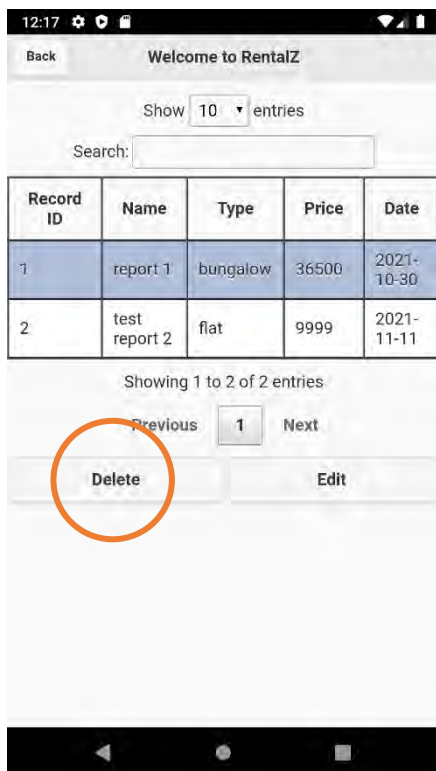 12:17
Back Welcome to RentalZ
Show 10 entries
Search:
Record ID Name Type Price Date
1 report 1 bungalow 36500 2021-10-30
2 test report 2 flat 9999 2021-11-11
Showing 1 to 2 of 2 entries
Previous 1 Next
Delete Edit